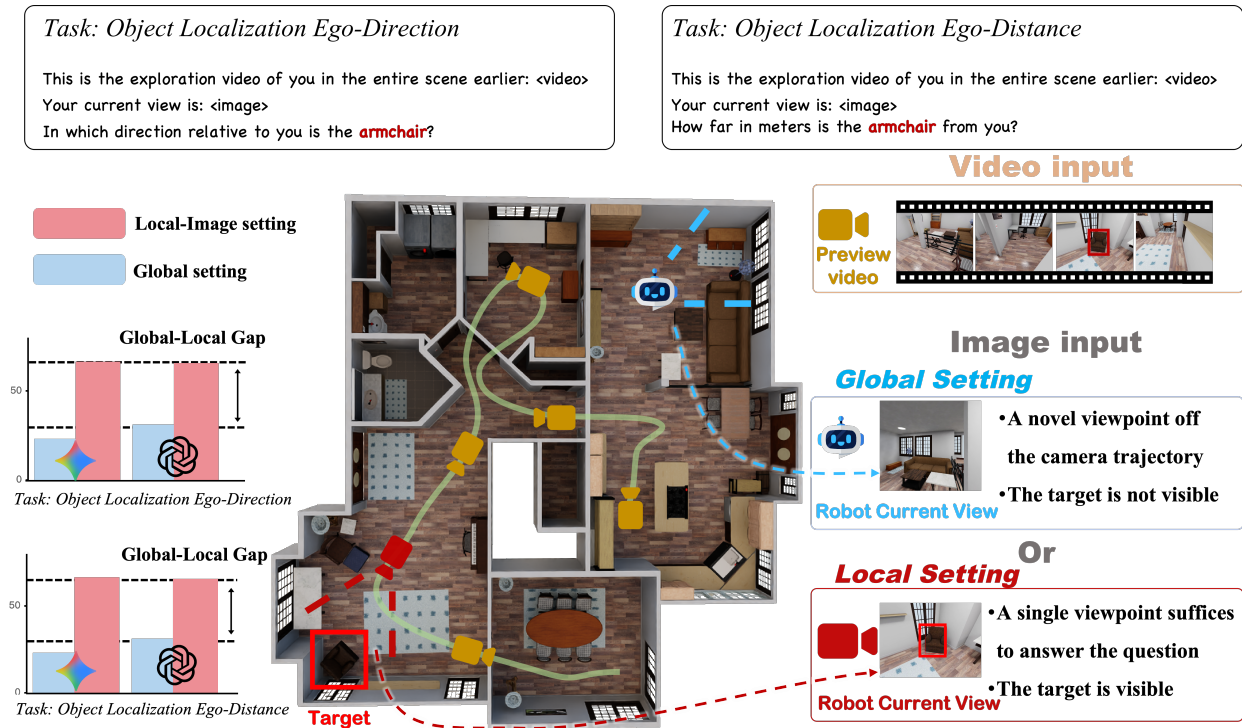 Task: Object Localization Ego-Direction
This is the exploration video of you in the entire scene earlier: <video>
Your current view is: <image>
In which direction relative to you is the armchair?
Task: Object Localization Ego-Distance
This is the exploration video of you in the entire scene earlier: <video>
Your current view is: <image>
How far in meters is the armchair from you?
Video input
Preview
video
Local-Image setting
Global setting
Global-Local Gap
50
0
Task: Object Localization Ego-Direction
Global-Local Gap
50
0
Task: Object Localization Ego-Distance
Target
Image input
Global Setting
•A novel viewpoint off
the camera trajectory
•The target is not visible
Robot Current View
Or
Local Setting
•A single viewpoint suffices
to answer the question
•The target is visible
Robot Current View